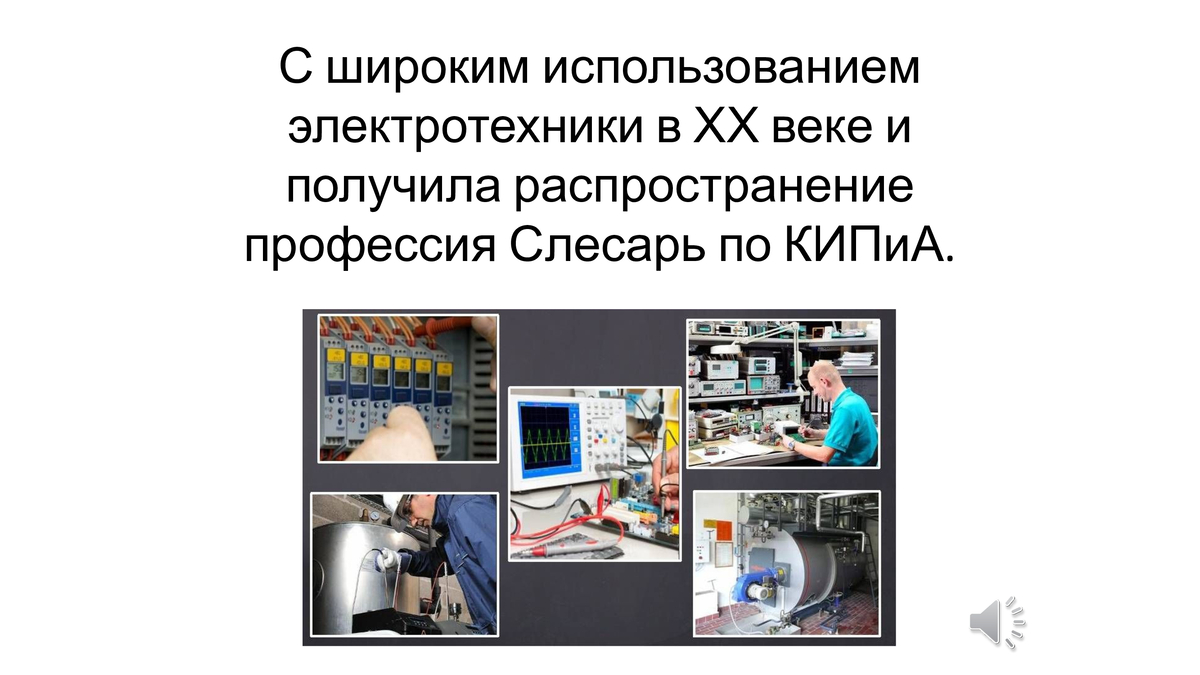 С широким использованием
электротехники в XX веке и
получила распространение
профессия Слесарь по КИПиА.